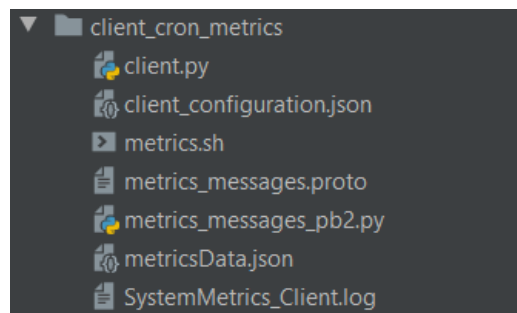 client_cron_metrics
client.py
client_configuration.json
metrics.sh
metrics_messages.proto
metrics_messages_pb2.py
metricsData.json
SystemMetrics_Client.log